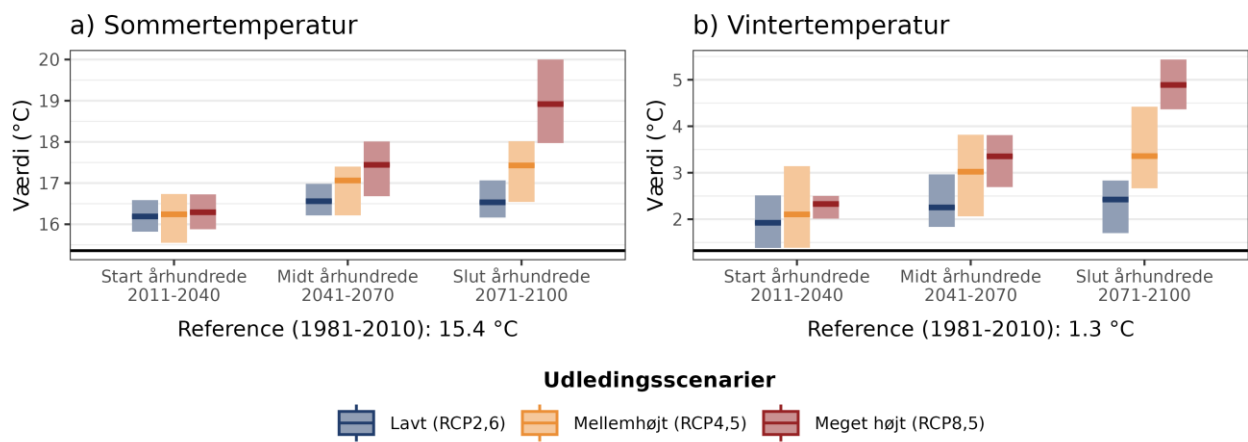 a) Sommertemperatur
Værdi (°C)
20
19
18
17
16
Start århundrede
2011-2040
Midt århundrede
2041-2070
Slut århundrede
2071-2100
Reference (1981-2010): 15.4 °C
b) Vintertemperatur
Værdi (°C)
5
4
3
2
Start århundrede
2011-2040
Midt århundrede
2041-2070
Slut århundrede
2071-2100
Reference (1981-2010): 1.3 °C
Udledingsscenarier
Lavt (RCP2,6)
Mellemhøjt (RCP4,5)
Meget højt (RCP8,5)